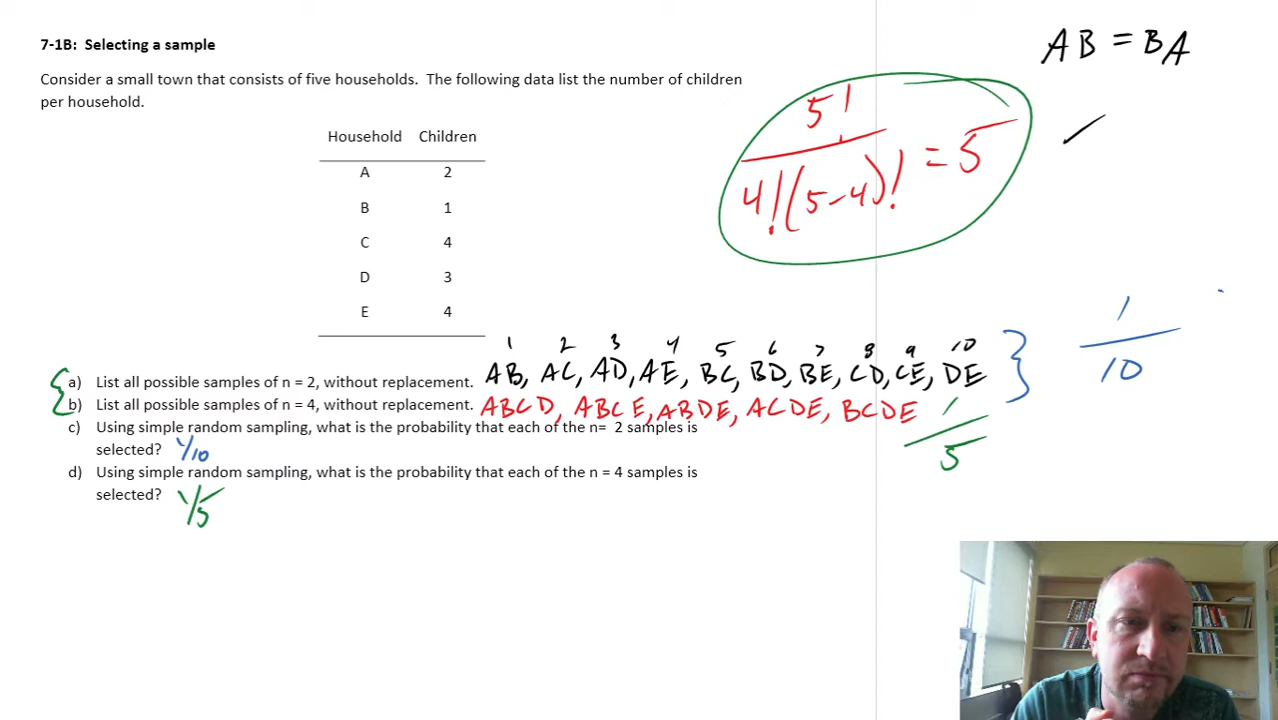 7-1B: Selecting a sample
AB = BA
Consider a small town that consists of five households. The following data list the number of children
per household.
5!
4!(5-4)! = 5
Household Children
A 2
B 1
C 4
D 3
E 4
1 2 3 4 5 6 7 8 9 10
a) List all possible samples of n = 2, without replacement. AB, AC, AD, AE, BC, BD, BE, CD, CE, DE
1
10
b) List all possible samples of n = 4, without replacement. ABCD, ABCE, ABDE, ACDE, BCDE
1
5
c) Using simple random sampling, what is the probability that each of the n= 2 samples is
selected? 1/10
d) Using simple random sampling, what is the probability that each of the n = 4 samples is
selected? 1/5